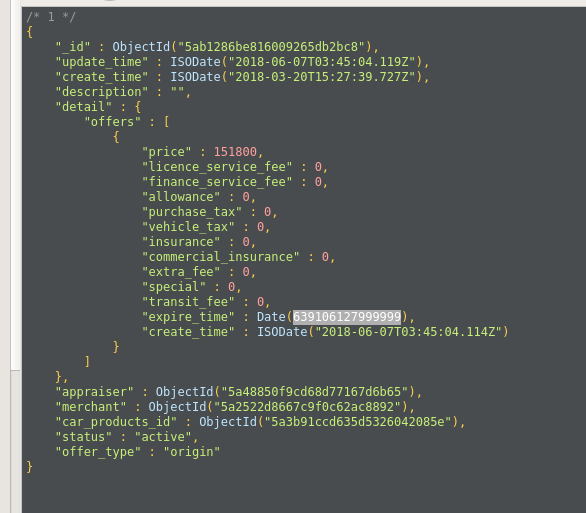 /* 1 */
{
"_id" : ObjectId("5ab1286be816009265db2bc8"),
"update_time" : ISODate("2018-06-07T03:45:04.119Z"),
"create_time" : ISODate("2018-03-20T15:27:39.727Z"),
"description" : "",
"detail" : {
"offers" : [
{
"price" : 151800,
"licence_service_fee" : 0,
"finance_service_fee" : 0,
"allowance" : 0,
"purchase_tax" : 0,
"vehicle_tax" : 0,
"insurance" : 0,
"commercial_insurance" : 0,
"extra_fee" : 0,
"special" : 0,
"transit_fee" : 0,
"expire_time" : Date(639106127999999),
"create_time" : ISODate("2018-06-07T03:45:04.114Z")
}
]
},
"appraiser" : ObjectId("5a48850f9cd68d77167d6b65"),
"merchant" : ObjectId("5a2522d8667c9f0c62ac8892"),
"car_products_id" : ObjectId("5a3b91ccd635d5326042085e"),
"status" : "active",
"offer_type" : "origin"
}